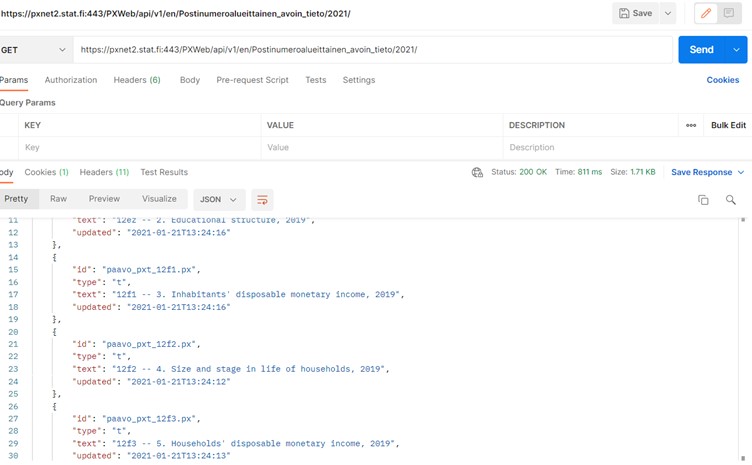 https://pxnet2.stat.fi:443/PXWeb/api/v1/en/Postinumeroalueittainen_avoin_tieto/2021/
Save
GET https://pxnet2.stat.fi:443/PXWeb/api/v1/en/Postinumeroalueittainen_avoin_tieto/2021/ Send
Params Authorization Headers (6) Body Pre-request Script Tests Settings Cookies
Query Params
KEY VALUE DESCRIPTION Bulk Edit
Key Value Description
ody Cookies (1) Headers (11) Test Results Status: 200 OK Time: 811 ms Size: 1.71 KB Save Response
Pretty Raw Preview Visualize JSON
11 "text": "12ez -- 2. Educational structure, 2019",
12 "updated": "2021-01-21T13:24:16"
13 },
14 {
15 "id": "paavo_pxt_12f1.px",
16 "type": "t",
17 "text": "12f1 -- 3. Inhabitants' disposable monetary income, 2019",
18 "updated": "2021-01-21T13:24:16"
19 },
20 {
21 "id": "paavo_pxt_12f2.px",
22 "type": "t",
23 "text": "12f2 -- 4. Size and stage in life of households, 2019",
24 "updated": "2021-01-21T13:24:12"
25 },
26 {
27 "id": "paavo_pxt_12f3.px",
28 "type": "t",
29 "text": "12f3 -- 5. Households' disposable monetary income, 2019",
30 "updated": "2021-01-21T13:24:13"